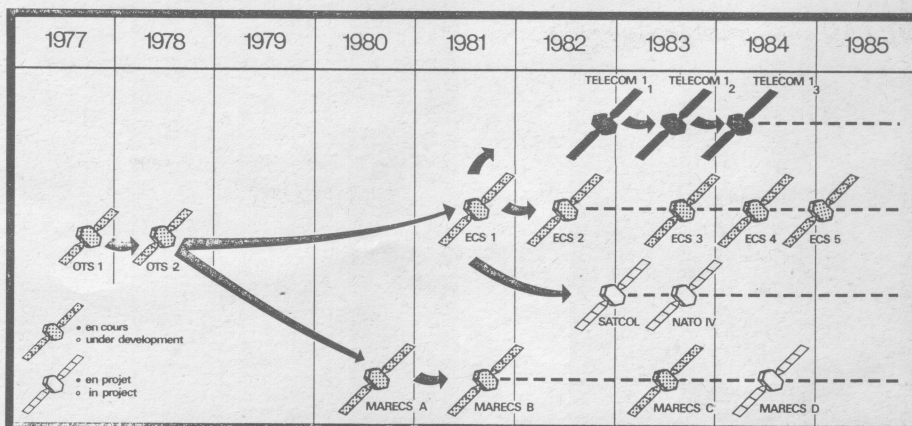 1977 1978 1979 1980 1981 1982 1983 1984 1985
TELECOM 1 1 TELECOM 1 2 TELECOM 1 3
OTS 1 OTS 2 ECS 1 ECS 2 ECS 3 ECS 4 ECS 5
SATCOL NATO IV
• en cours
○ under development
• en projet
○ in project
MARECS A MARECS B MARECS C MARECS D